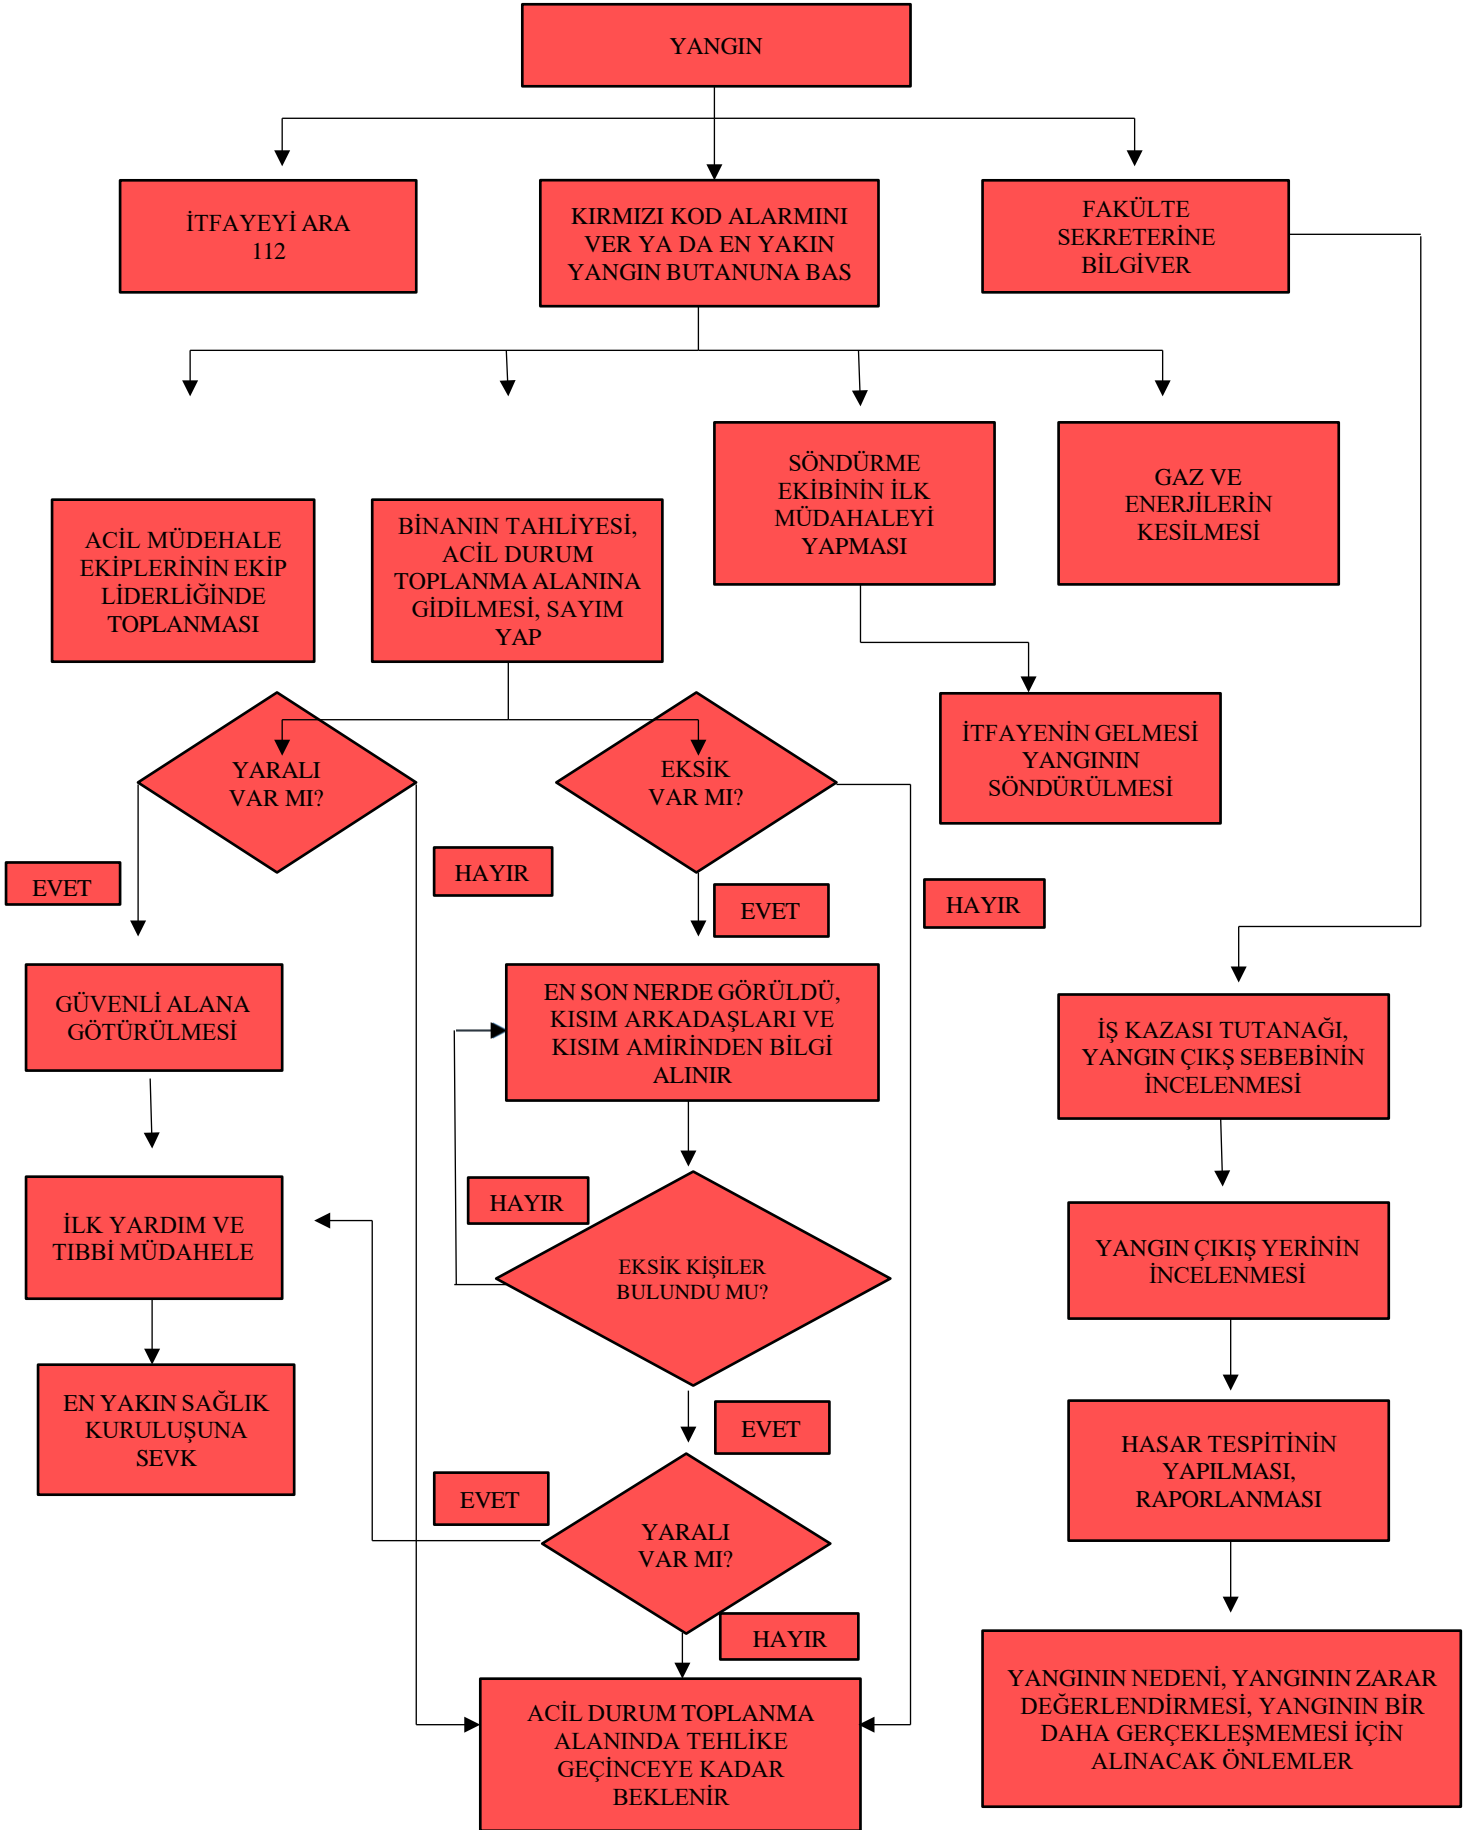 YANGIN
İTFAYEYİ ARA
112
KIRMIZI KOD ALARMINI
VER YA DA EN YAKIN
YANGIN BUTANUNA BAS
FAKÜLTE
SEKRETERİNE
BİLGİVER
ACİL MÜDEHALE
EKİPLERİNİN EKİP
LİDERLİĞİNDE
TOPLANMASI
BİNANIN TAHLİYESİ,
ACİL DURUM
TOPLANMA ALANINA
GİDİLMESİ, SAYIM
YAP
SÖNDÜRME
EKİBİNİN İLK
MÜDAHALEYİ
YAPMASI
GAZ VE
ENERJİLERİN
KESİLMESİ
İTFAYENİN GELMESİ
YANGININ
SÖNDÜRÜLMESİ
YARALI
VAR MI?
EKSİK
VAR MI?
EVET
HAYIR
EVET
HAYIR
GÜVENLİ ALANA
GÖTÜRÜLMESİ
EN SON NERDE GÖRÜLDÜ,
KISIM ARKADAŞLARI VE
KISIM AMİRİNDEN BİLGİ
ALINIR
İŞ KAZASI TUTANAĞI,
YANGIN ÇIKŞ SEBEBİNİN
İNCELENMESİ
İLK YARDIM VE
TIBBİ MÜDAHELE
HAYIR
EKSİK KİŞİLER
BULUNDU MU?
YANGIN ÇIKIŞ YERİNİN
İNCELENMESİ
EN YAKIN SAĞLIK
KURULUŞUNA
SEVK
EVET
HASAR TESPİTİNİN
YAPILMASI,
RAPORLANMASI
EVET
YARALI
VAR MI?
HAYIR
ACİL DURUM TOPLANMA
ALANINDA TEHLİKE
GEÇİNCEYE KADAR
BEKLENİR
YANGININ NEDENİ, YANGININ ZARAR
DEĞERLENDİRMESİ, YANGININ BİR
DAHA GERÇEKLEŞMEMESİ İÇİN
ALINACAK ÖNLEMLER